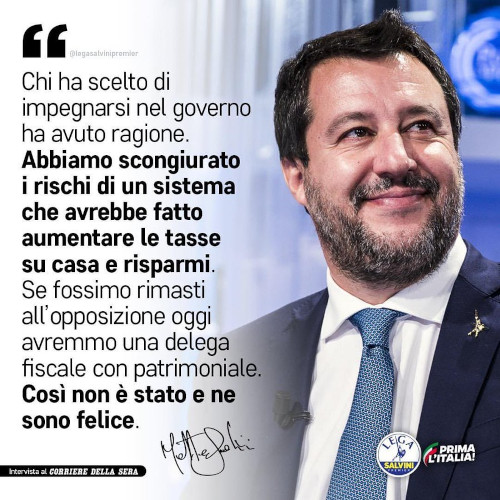 @legasalvinipremier
Chi ha scelto di
impegnarsi nel governo
ha avuto ragione.
Abbiamo scongiurato
i rischi di un sistema
che avrebbe fatto
aumentare le tasse
su casa e risparmi.
Se fossimo rimasti
all'opposizione oggi
avremmo una delega
fiscale con patrimoniale.
Così non è stato e ne
sono felice.
Matteo Salvini
Intervista al CORRIERE DELLA SERA
LEGA
SALVINI
PREMIER
PRIMA
L'ITALIA!